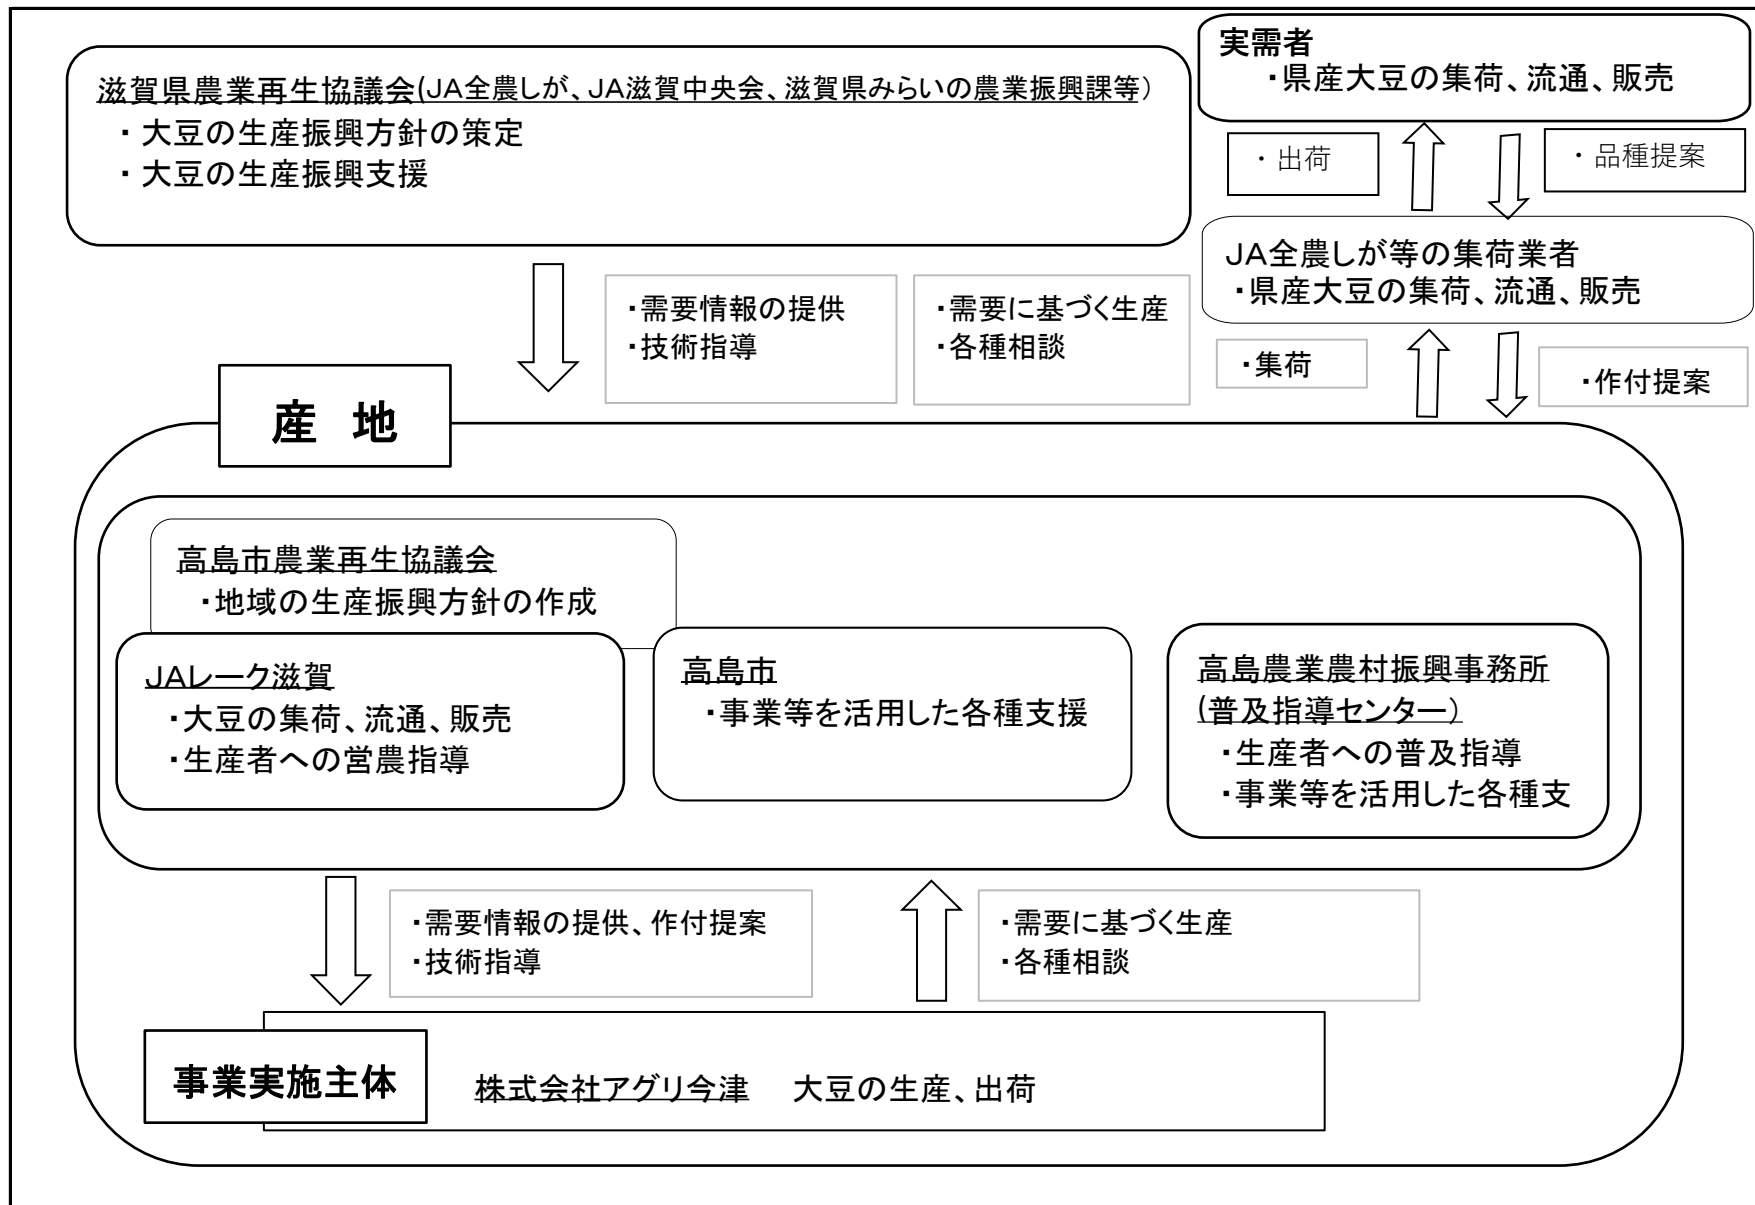 実需者
・県産大豆の集荷、流通、販売
滋賀県農業再生協議会(JA全農しが、JA滋賀中央会、滋賀県みらいの農業振興課等)
・大豆の生産振興方針の策定
・大豆の生産振興支援
・出荷
・品種提案
JA全農しが等の集荷業者
・県産大豆の集荷、流通、販売
・需要情報の提供
・技術指導
・需要に基づく生産
・各種相談
・集荷
・作付提案
産 地
高島市農業再生協議会
・地域の生産振興方針の作成
JAレーク滋賀
・大豆の集荷、流通、販売
・生産者への営農指導
高島市
・事業等を活用した各種支援
高島農業農村振興事務所
(普及指導センター)
・生産者への普及指導
・事業等を活用した各種支
・需要情報の提供、作付提案
・技術指導
・需要に基づく生産
・各種相談
事業実施主体
株式会社アグリ今津 大豆の生産、出荷